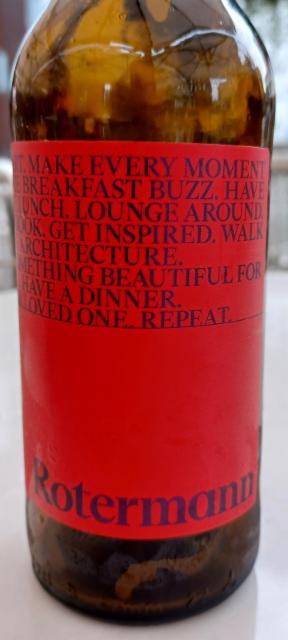 T. MAKE EVERY MOMENT
E BREAKFAST BUZZ. HAVE
LUNCH. LOUNGE AROUND.
OOK. GET INSPIRED. WALK
ARCHITECTURE.
METHING BEAUTIFUL FOR
HAVE A DINNER.
LOVED ONE. REPEAT.
Rotermann